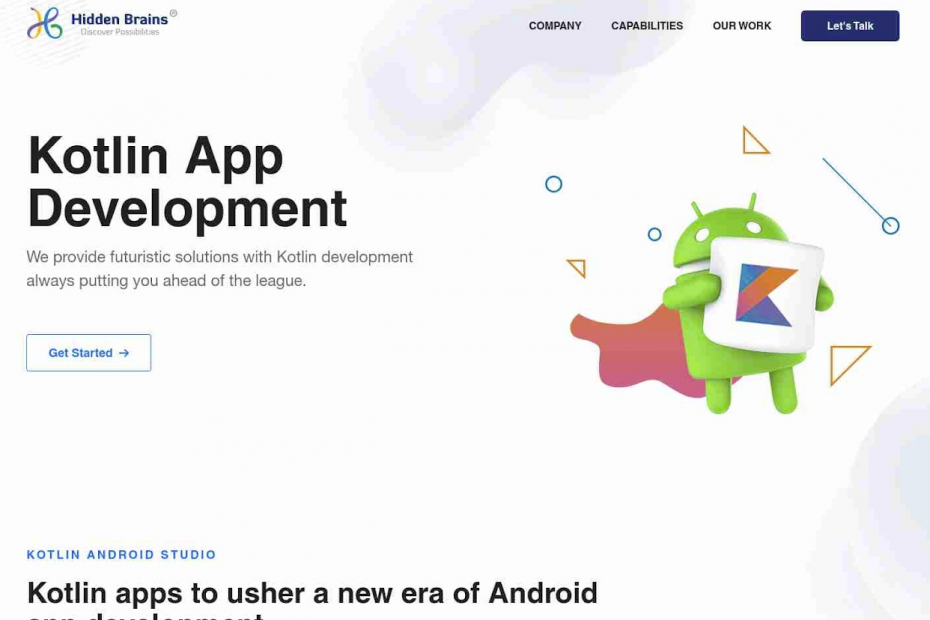 Hidden Brains®
Discover Possibilities
COMPANY
CAPABILITIES
OUR WORK
Let's Talk
Kotlin App
Development
We provide futuristic solutions with Kotlin development
always putting you ahead of the league.
Get Started →
KOTLIN ANDROID STUDIO
Kotlin apps to usher a new era of Android
app development